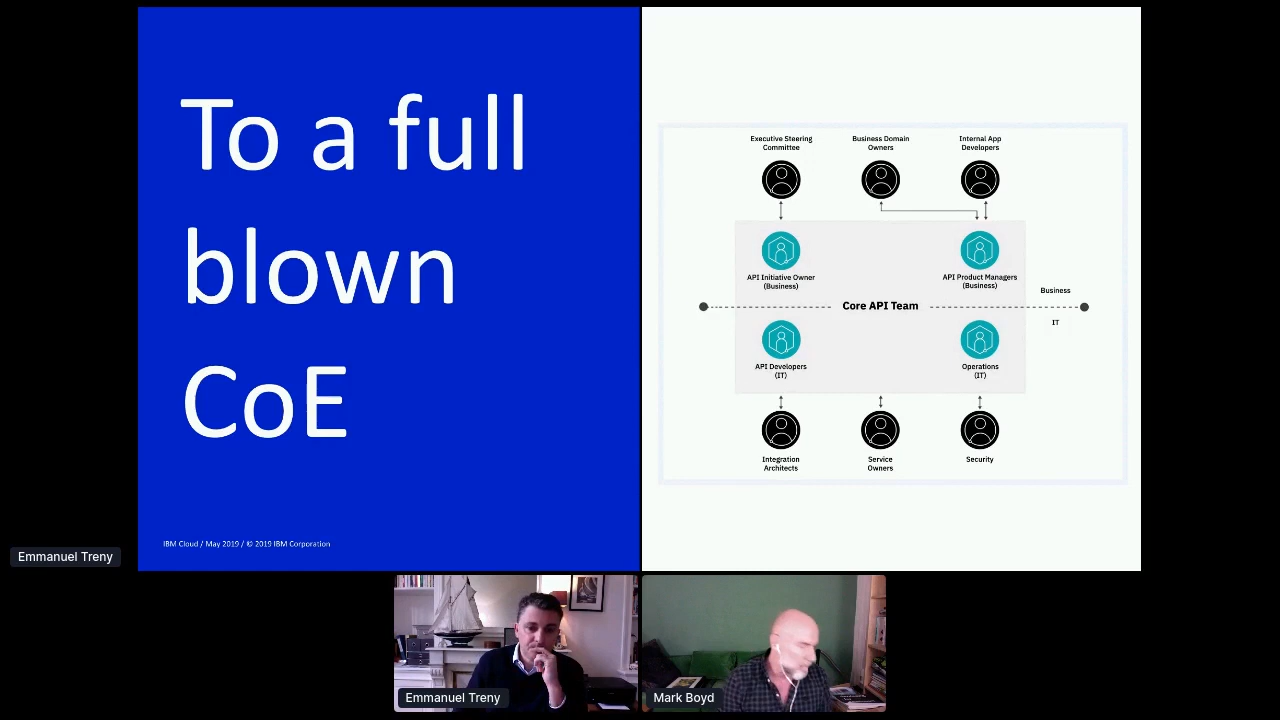 To a full
blown
CoE
IBM Cloud / May 2019 / © 2019 IBM Corporation
Executive Steering
Committee
Business Domain
Owners
Internal App
Developers
API Initiative Owner
(Business)
API Product Managers
(Business)
Business
Core API Team
IT
API Developers
(IT)
Operations
(IT)
Integration
Architects
Service
Owners
Security
Emmanuel Treny
Emmanuel Treny
Mark Boyd